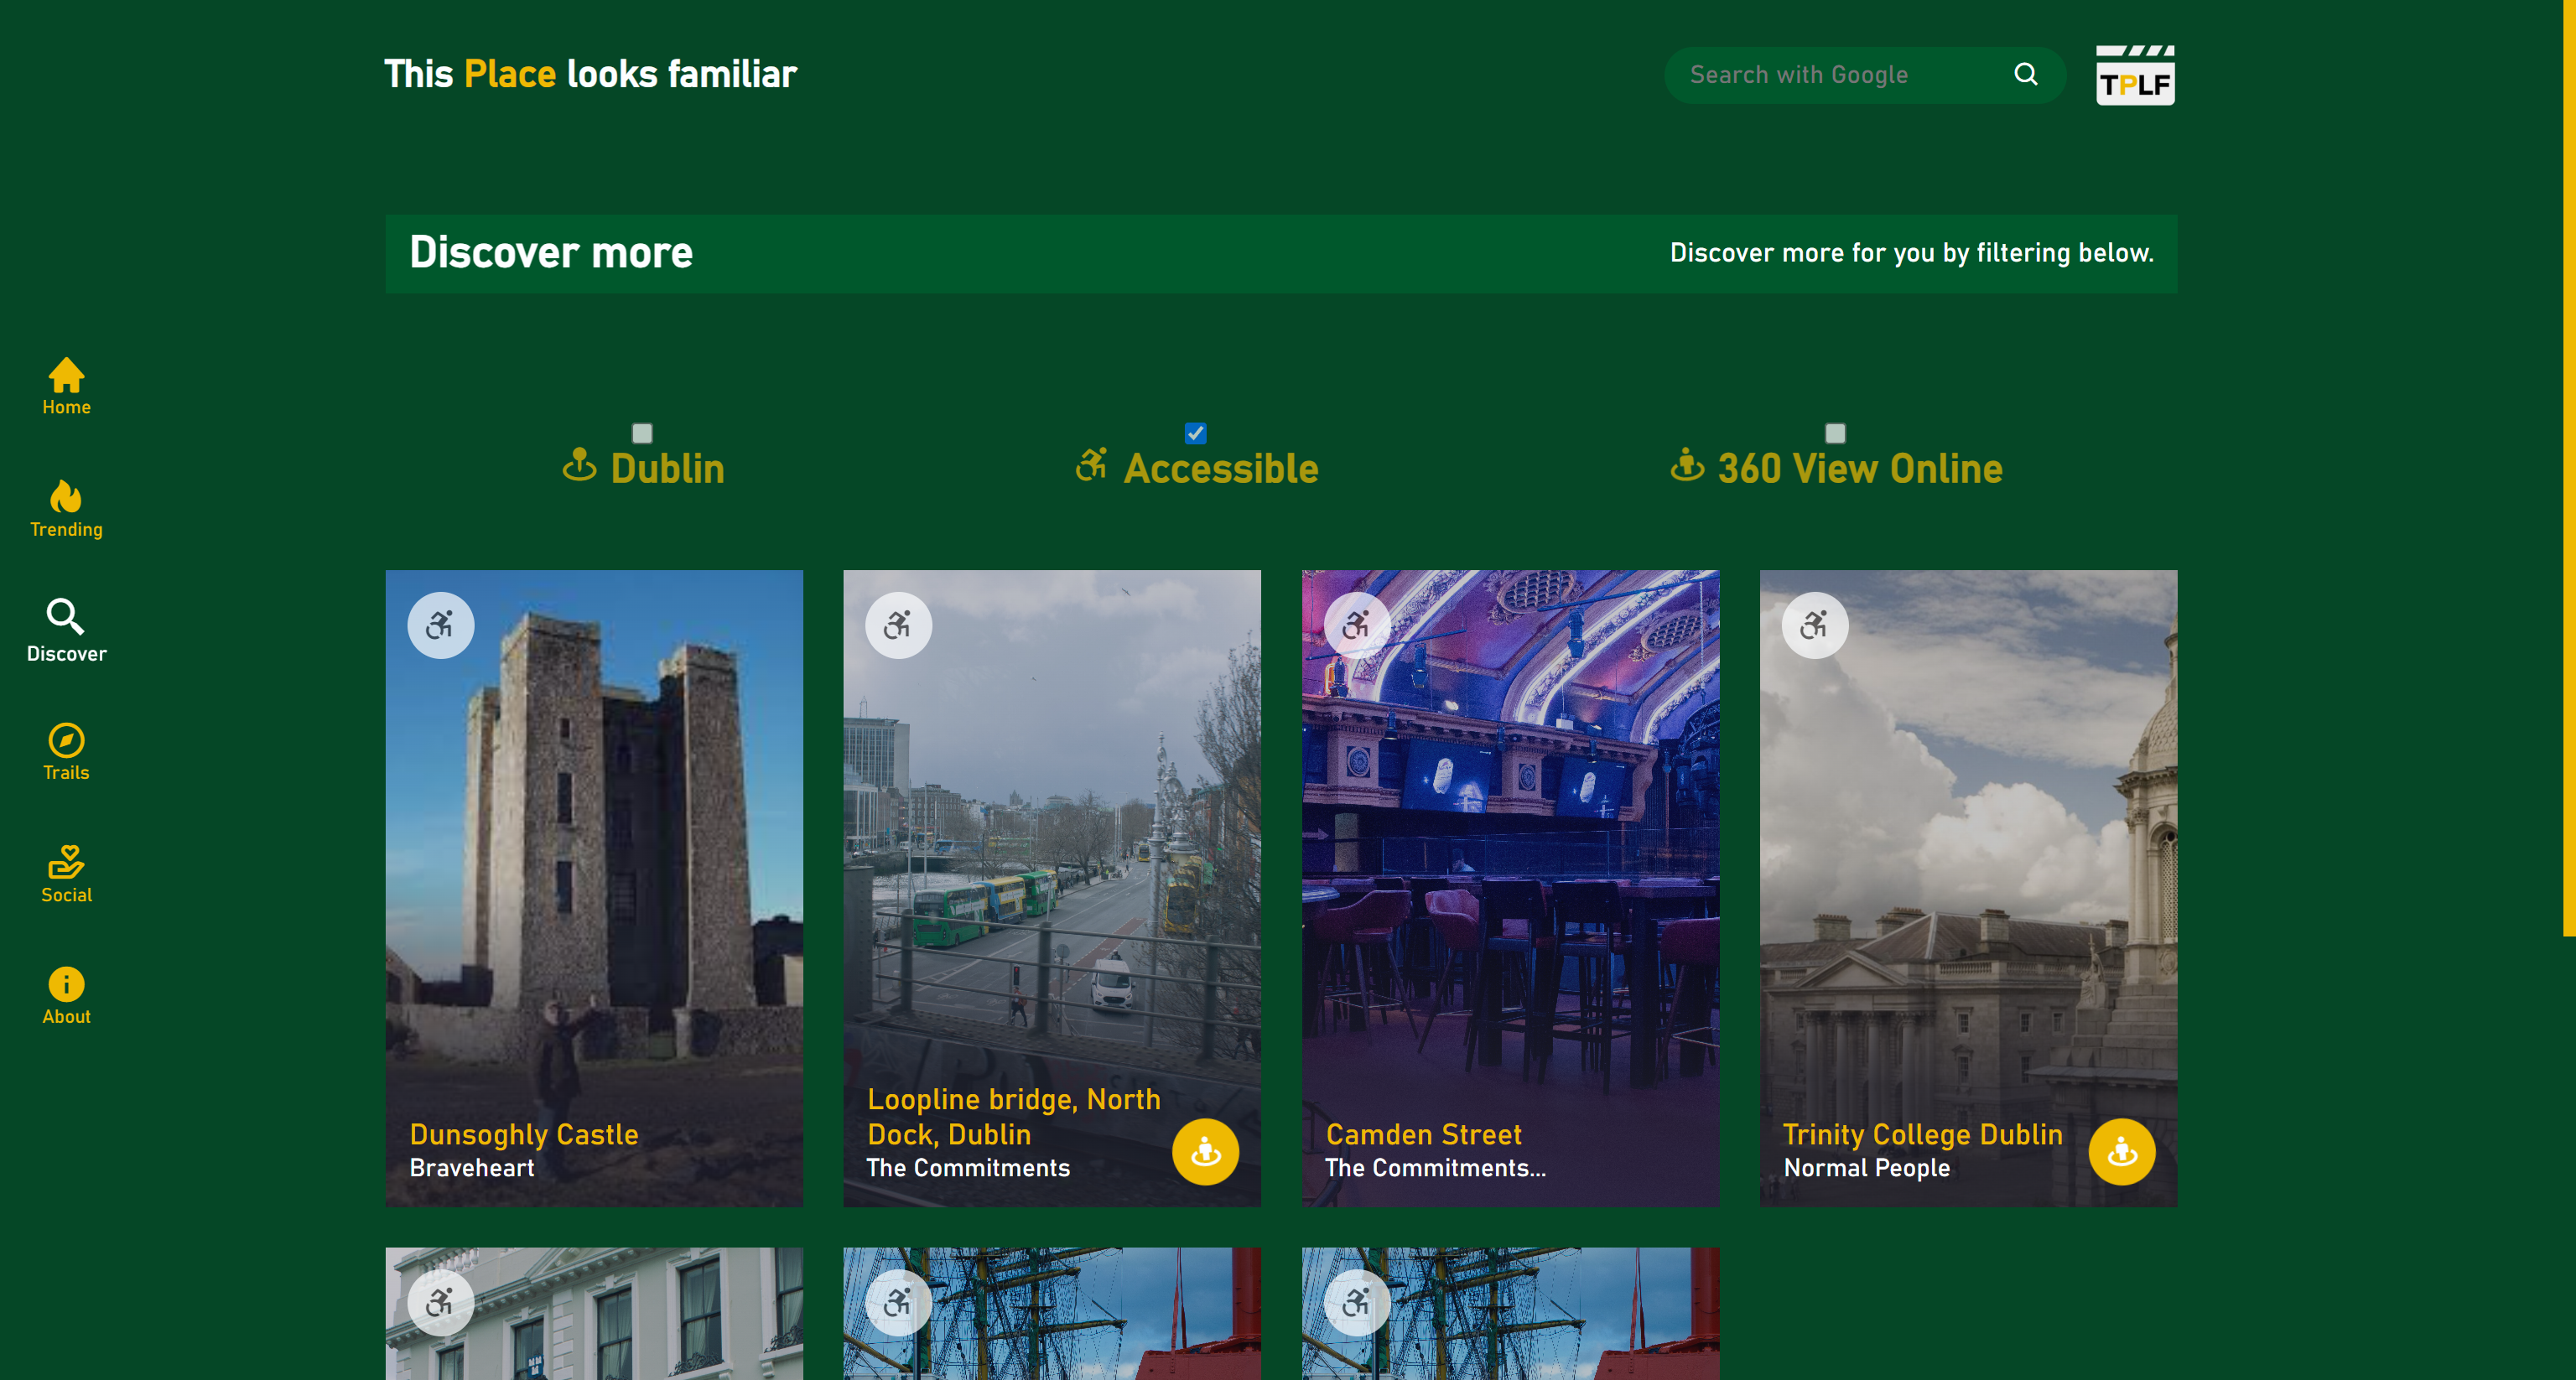 This Place looks familiar
Search with Google
TPLF
Discover more
Discover more for you by filtering below.
Home
Trending
Discover
Trails
Social
About
Dublin
Accessible
360 View Online
Dunsoghly Castle
Braveheart
Loopline bridge, North
Dock, Dublin
The Commitments
Camden Street
The Commitments...
Trinity College Dublin
Normal People